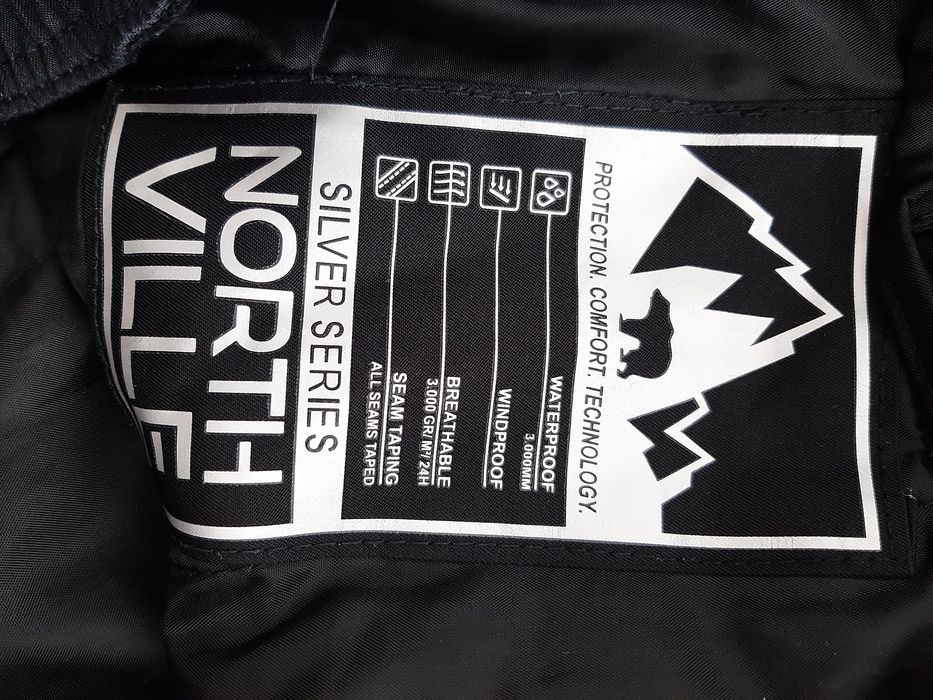 PROTECTION. COMFORT. TECHNOLOGY.
WATERPROOF
3.000MM
WINDPROOF
BREATHABLE
3.000 GR/M²/24H
SEAM TAPING
ALL SEAMS TAPED
SILVER SERIES
NORTH
VILLE